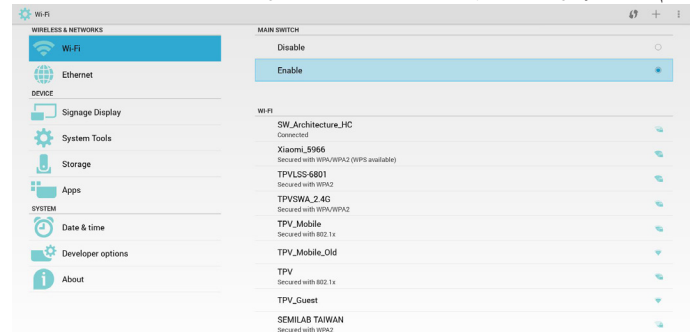 Wi-Fi
WIRELESS & NETWORKS
Wi-Fi
Ethernet
DEVICE
Signage Display
System Tools
Storage
Apps
SYSTEM
Date & time
Developer options
About
MAIN SWITCH
Disable
Enable
WI-FI
SW_Architecture_HC
Connected
Xiaomi_5966
Secured with WPA/WPA2 (WPS available)
TPVLSS-6801
Secured with WPA2
TPVSWA_2.4G
Secured with WPA/WPA2
TPV_Mobile
Secured with 802.1x
TPV_Mobile_Old
TPV
Secured with 802.1x
TPV_Guest
SEMILAB TAIWAN
Secured with WPA2